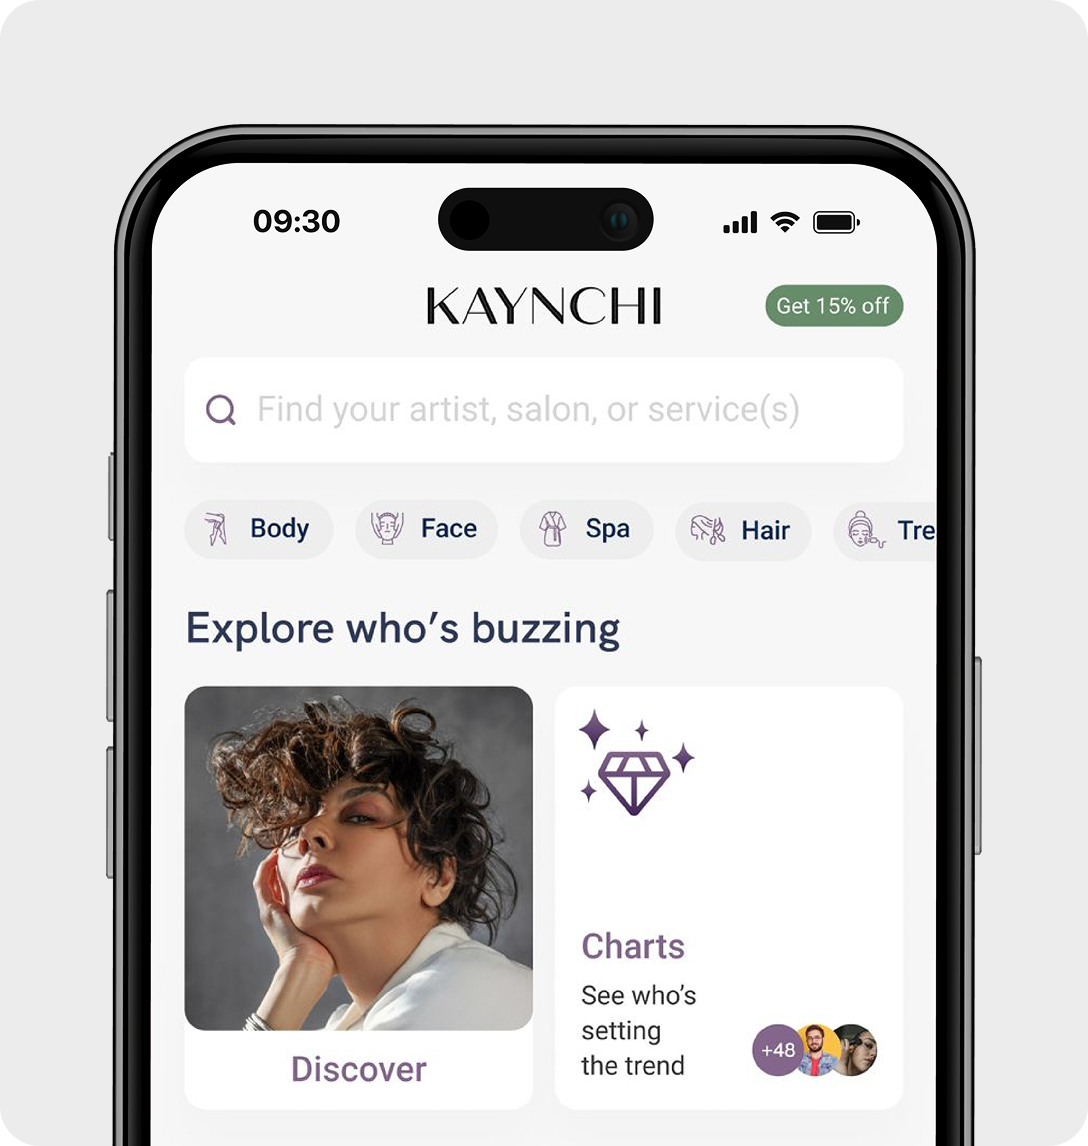 09:30
KAYNCHI
Get 15% off
Find your artist, salon, or service(s)
Body
Face
Spa
Hair
Tre
Explore who’s buzzing
Discover
Charts
See who’s
setting
the trend
+48